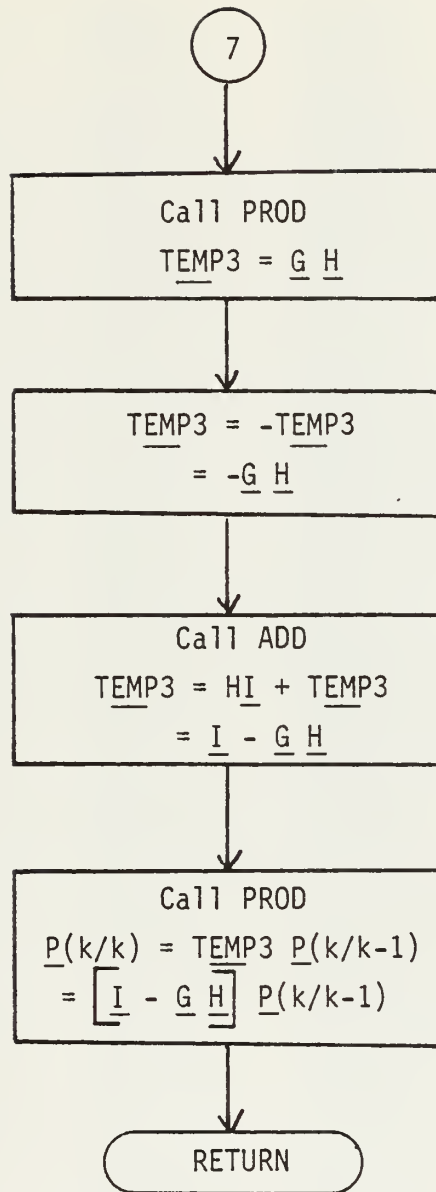 7
Call PROD
TEMP3 = G H
TEMP3 = -TEMP3
= -G H
Call ADD
TEMP3 = HI + TEMP3
= I - G H
Call PROD
P(k/k) = TEMP3 P(k/k-1)
= [I - G H] P(k/k-1)
RETURN